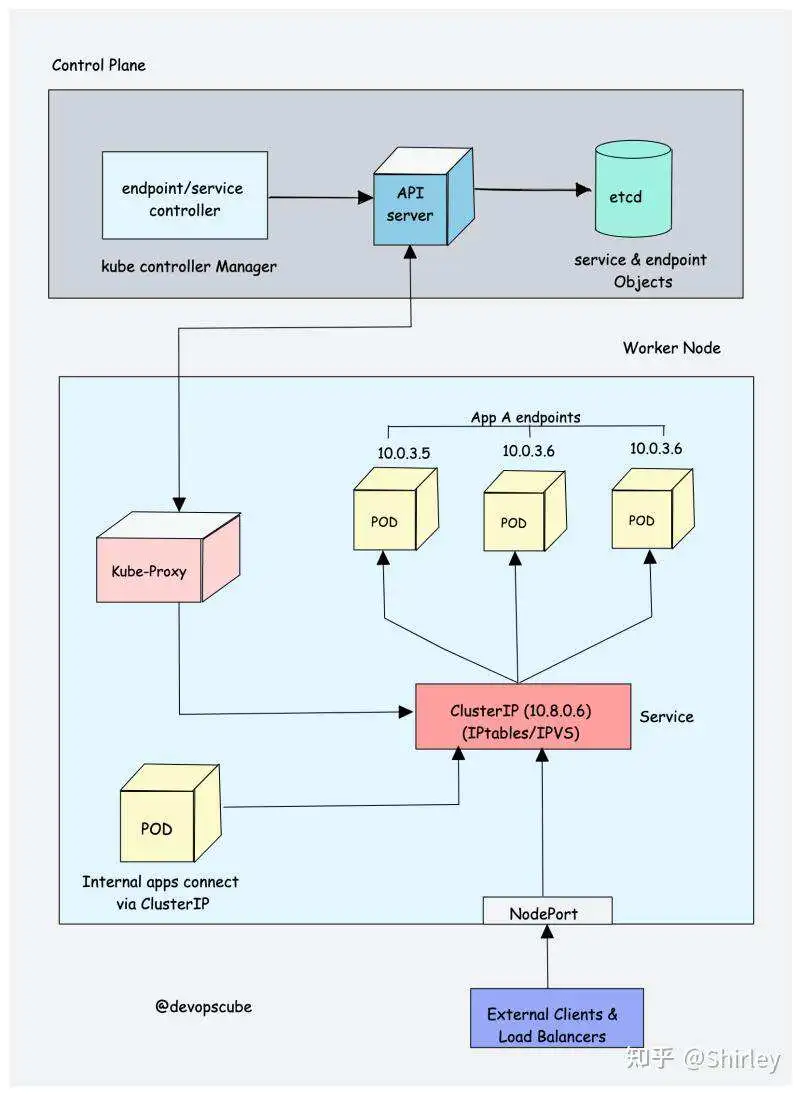 Control Plane
endpoint/service
controller
API
server
etcd
kube controller Manager
service & endpoint
Objects
Worker Node
App A endpoints
10.0.3.5
10.0.3.6
10.0.3.6
POD
POD
POD
Kube-Proxy
ClusterIP (10.8.0.6)
(IPtables/IPVS)
Service
POD
Internal apps connect
via ClusterIP
NodePort
@devopscube
External Clients &
Load Balancers
知乎 @Shirley